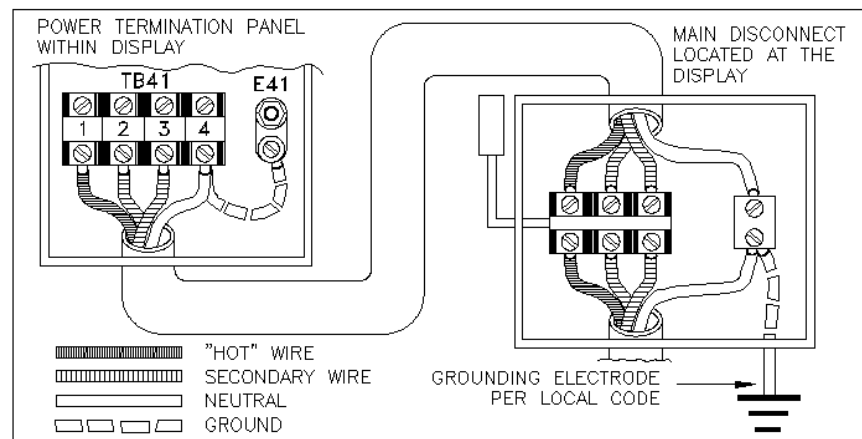 POWER TERMINATION PANEL
WITHIN DISPLAY
TB41
E41
1 2 3 4
MAIN DISCONNECT
LOCATED AT THE
DISPLAY
"HOT" WIRE
SECONDARY WIRE
NEUTRAL
GROUND
GROUNDING ELECTRODE
PER LOCAL CODE